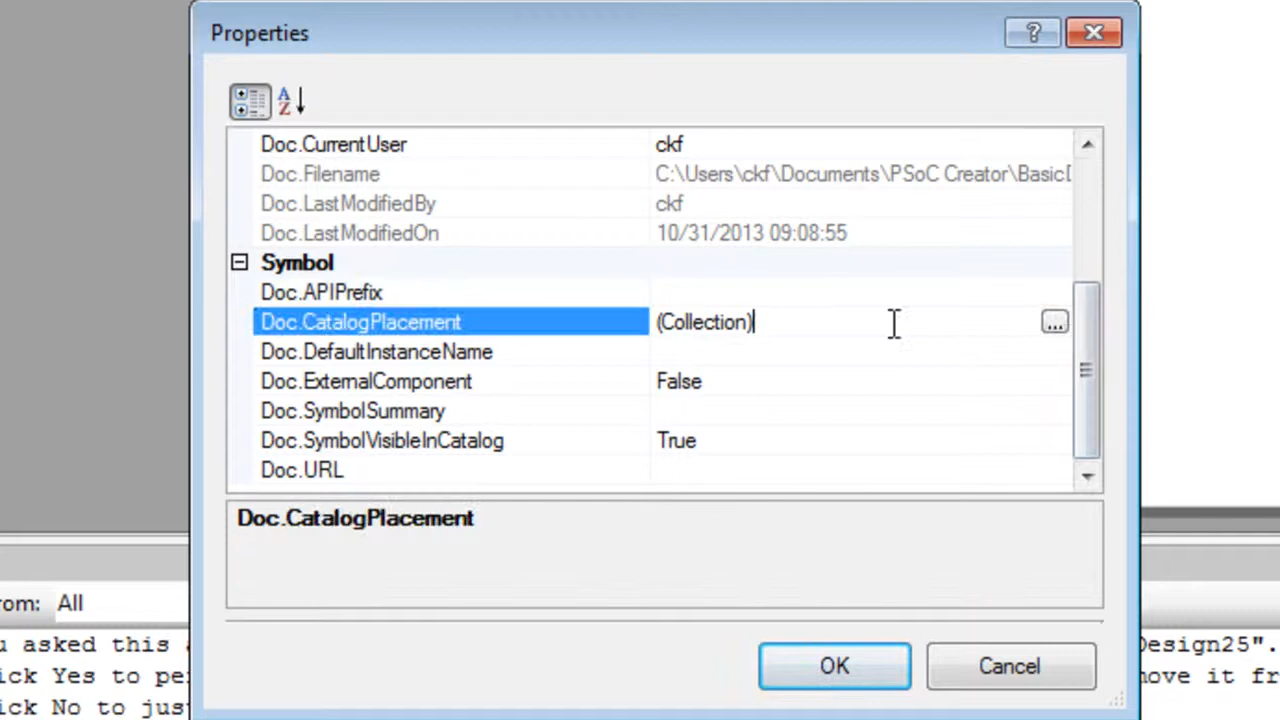 Properties
Doc.CurrentUser ckf
Doc.Filename C:\Users\ckf\Documents\PSoC Creator\Basic
Doc.LastModifiedBy ckf
Doc.LastModifiedOn 10/31/2013 09:08:55
Symbol
Doc.APIPrefix
Doc.CatalogPlacement (Collection) ...
Doc.DefaultInstanceName
Doc.ExternalComponent False
Doc.SymbolSummary
Doc.SymbolVisibleInCatalog True
Doc.URL
Doc.CatalogPlacement
rom: All
u asked this Design25".
ick Yes to pe ove it fr
ick No to jus
OK Cancel